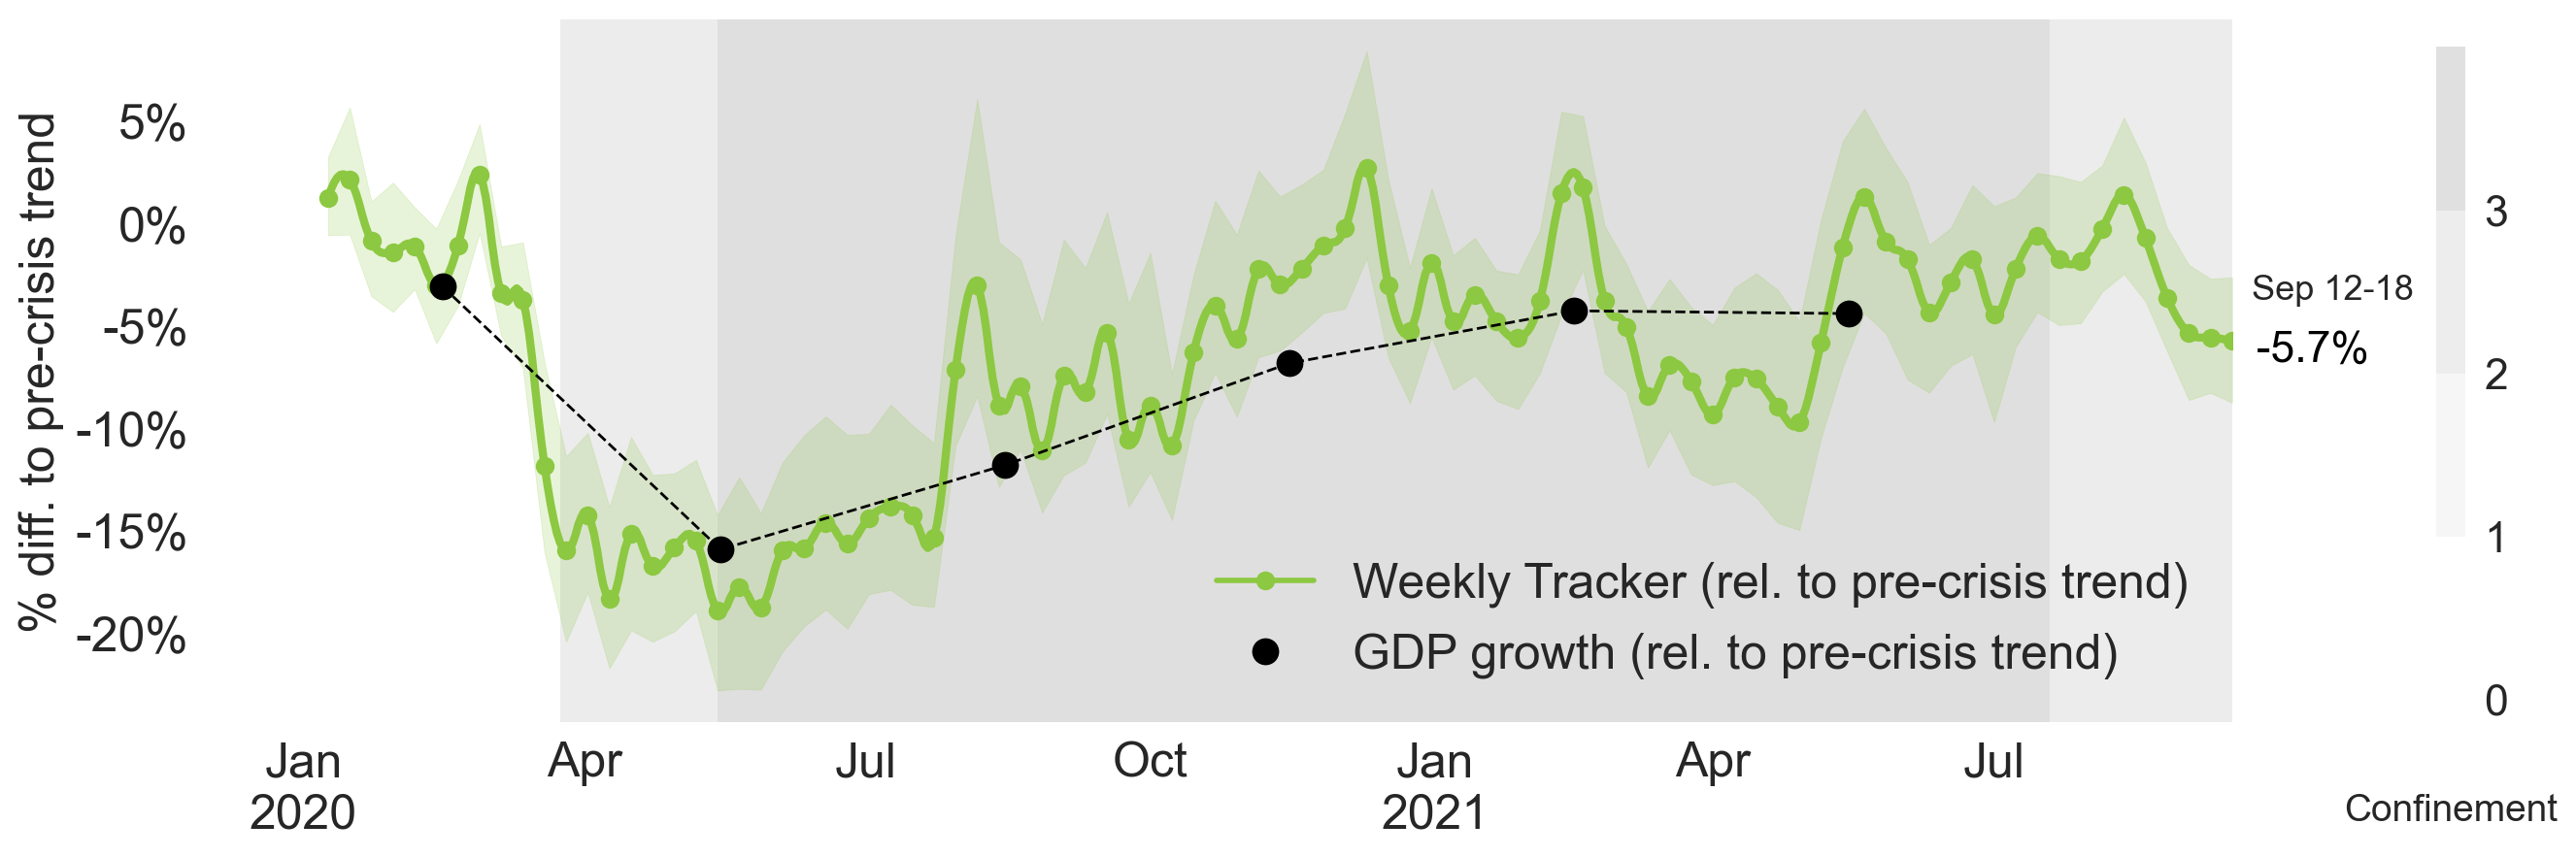 % diff. to pre-crisis trend
5%
0%
-5%
-10%
-15%
-20%
Sep 12-18
-5.7%
Weekly Tracker (rel. to pre-crisis trend)
GDP growth (rel. to pre-crisis trend)
Jan Apr Jul Oct Jan Apr Jul
2020 2021
3
2
1
0
Confinement